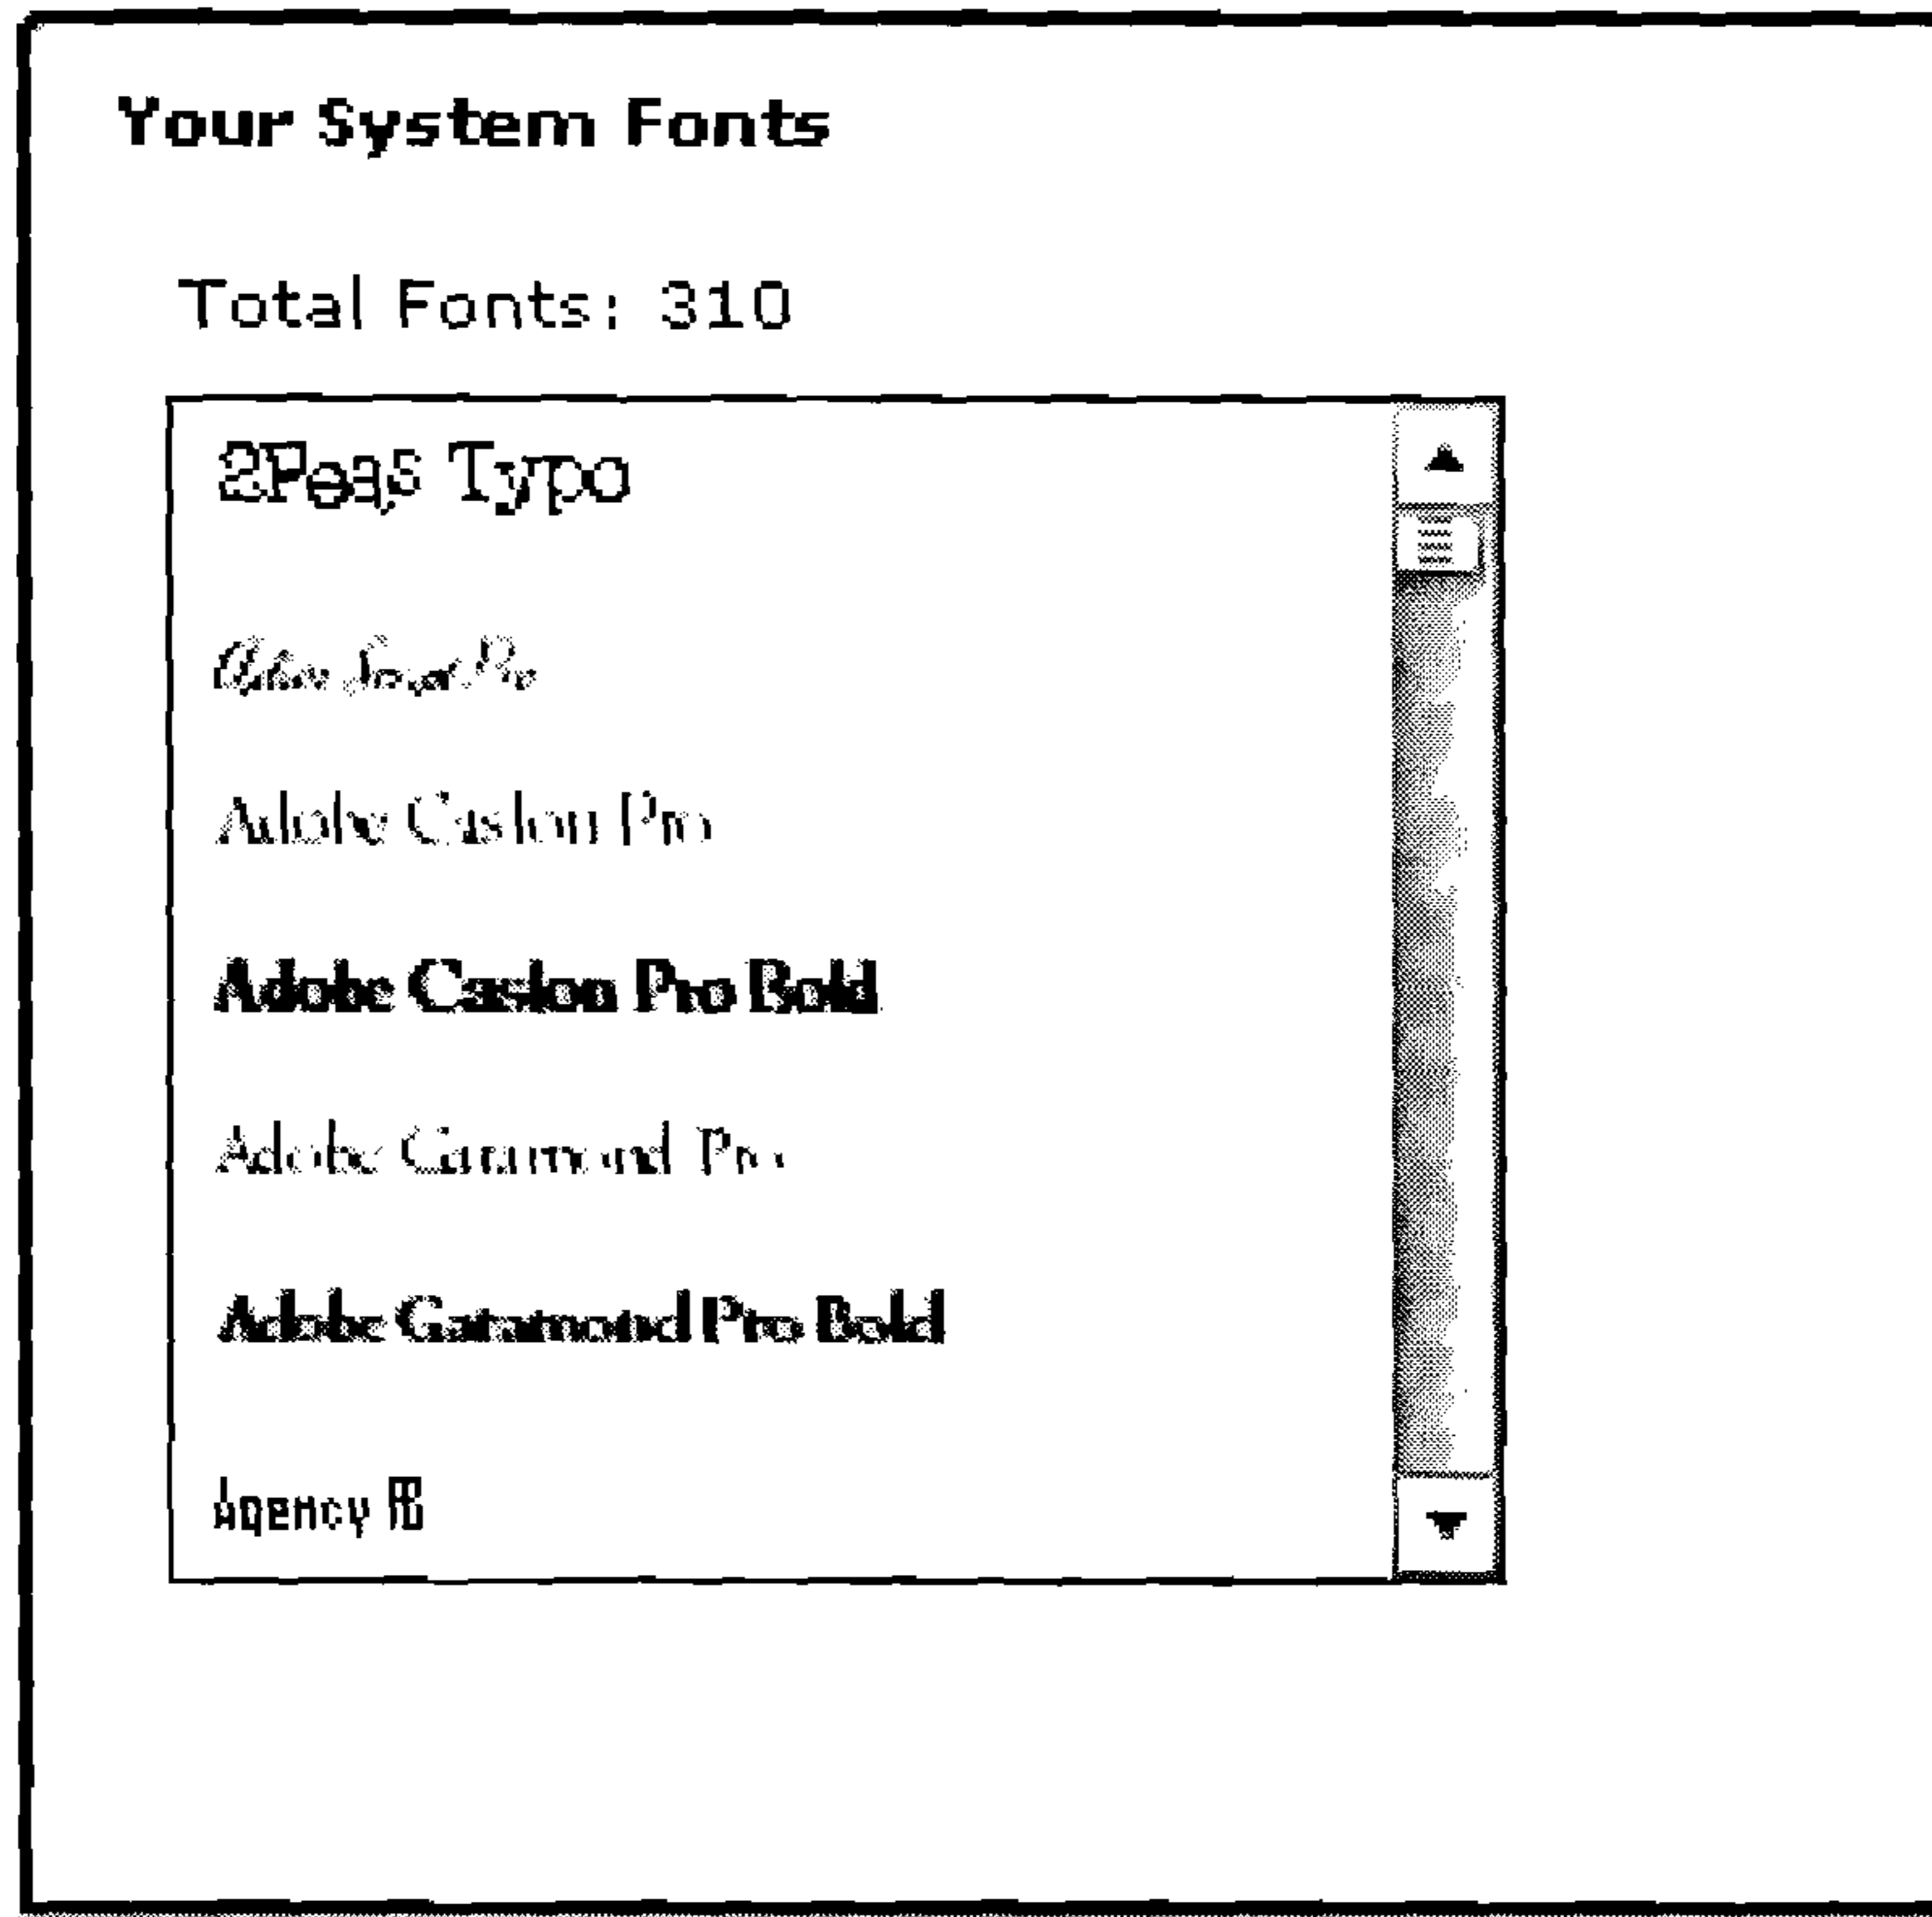 Your System Fonts
Total Fonts: 310
2Peas Typo
Adobe Caslon Pro
Adobe Caslon Pro Bold
Adobe Garamond Pro
Adobe Garamond Pro Bold
Agency FB